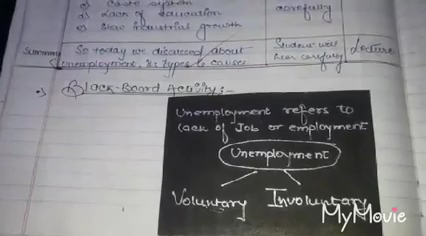 c) Caste system
d) Lack of education
e) Slow industrial growth
carefully
Summary
So today we discussed about
unemployment, its types & causes
Student will
hear carefully
Lecture
Black-Board Activity:-
Unemployment refers to
lack of Job or employment
Unemployment
Voluntary Involuntary
MyMovie